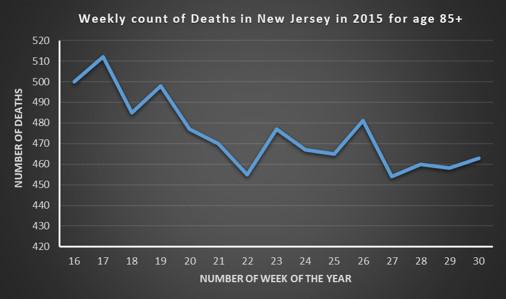 Weekly count of Deaths in New Jersey in 2015 for age 85+
520
510
500
490
480
470
460
450
440
430
420
NUMBER OF DEATHS
16 17 18 19 20 21 22 23 24 25 26 27 28 29 30
NUMBER OF WEEK OF THE YEAR